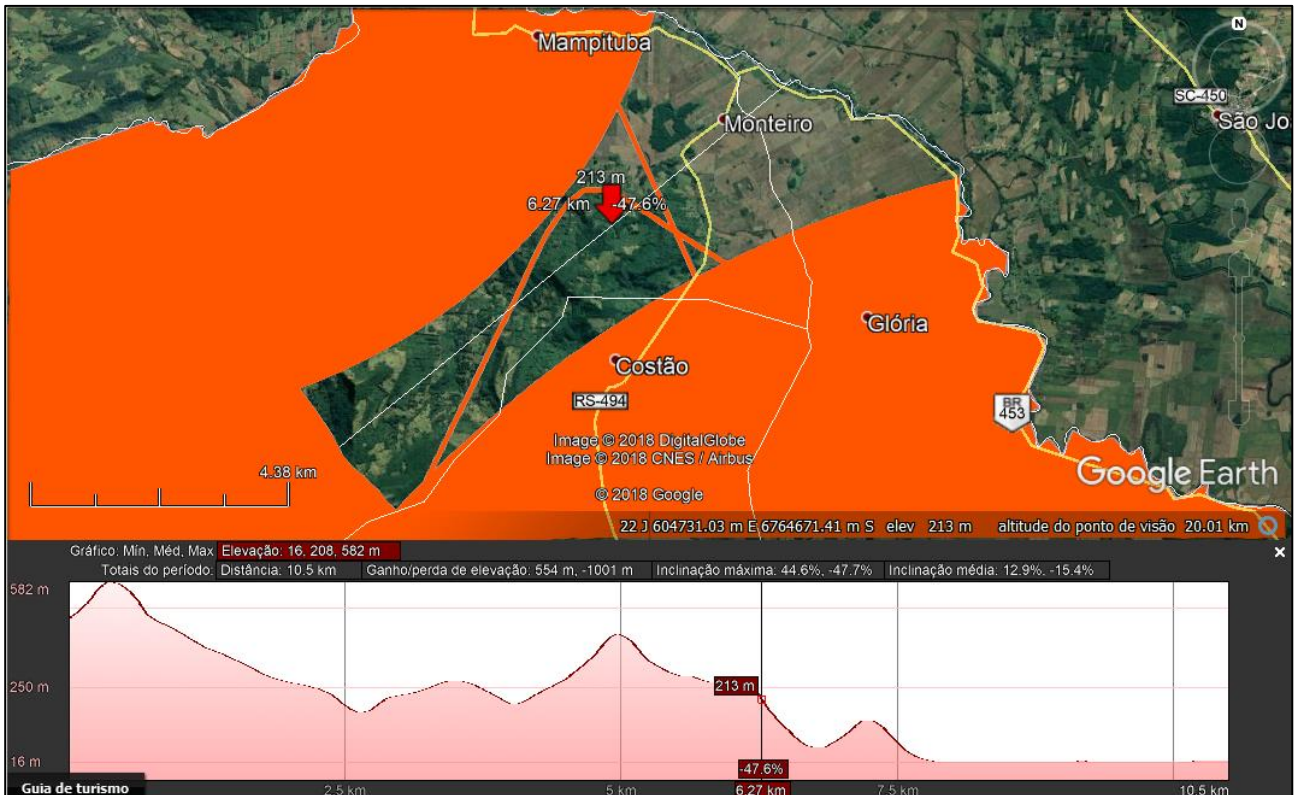 N
Mampituba
SC-450
São Jo
Monteiro
213 m
6.27 km
-47.6%
Glória
Costão
RS-494
BR
453
Image © 2018 DigitalGlobe
Image © 2018 CNES / Airbus
4.38 km
Google Earth
© 2018 Google
22 J 604731.03 m E 6764671.41 m S elev 213 m altitude do ponto de visão 20.01 km
Gráfico: Mín, Méd, Max Elevação: 16, 208, 582 m
Totais do período: Distância: 10.5 km Ganho/perda de elevação: 554 m, -1001 m Inclinação máxima: 44.6%, -47.7% Inclinação média: 12.9%, -15.4%
582 m
250 m
213 m
16 m
-47.6%
Guia de turismo
2.5 km
5 km
6.27 km
7.5 km
10.5 km